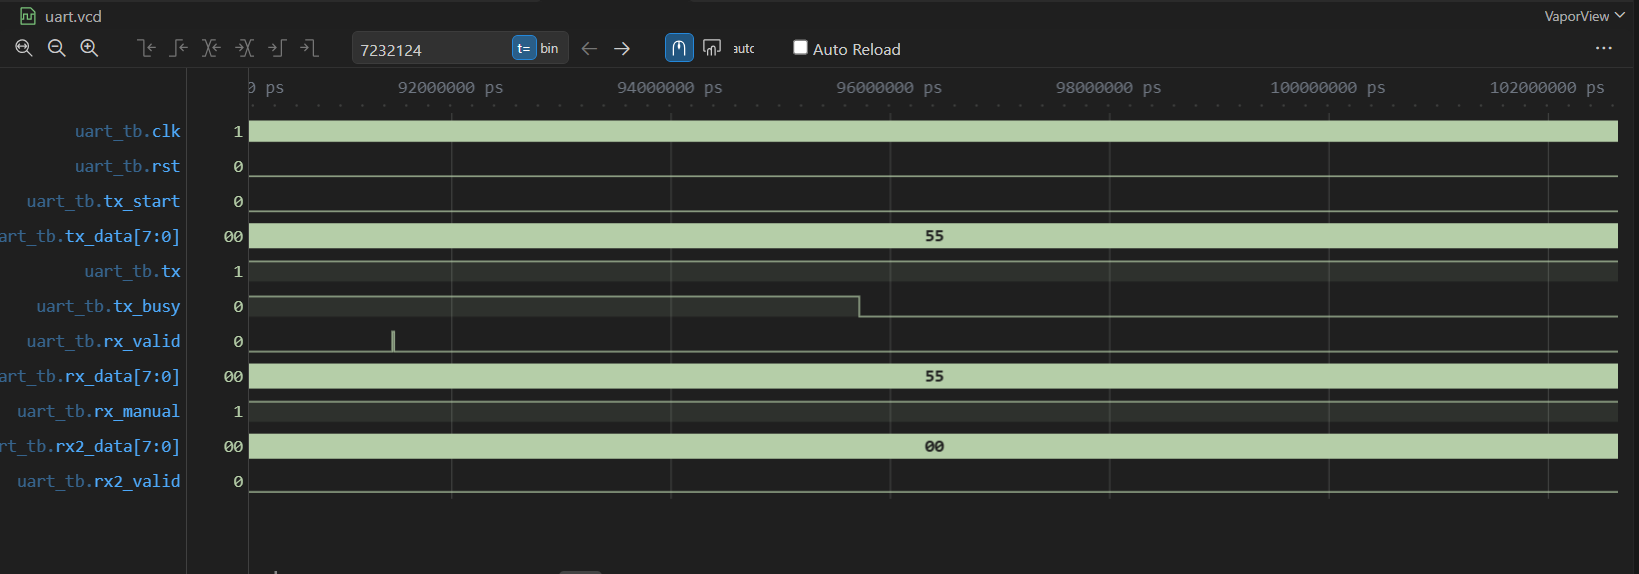 uart.vcd
VaporView
7232124 t= bin auto Auto Reload ...
0 ps 92000000 ps 94000000 ps 96000000 ps 98000000 ps 100000000 ps 102000000 ps
uart_tb.clk 1
uart_tb.rst 0
uart_tb.tx_start 0
art_tb.tx_data[7:0] 00 55
uart_tb.tx 1
uart_tb.tx_busy 0
uart_tb.rx_valid 0
art_tb.rx_data[7:0] 00 55
uart_tb.rx_manual 1
rt_tb.rx2_data[7:0] 00 00
uart_tb.rx2_valid 0